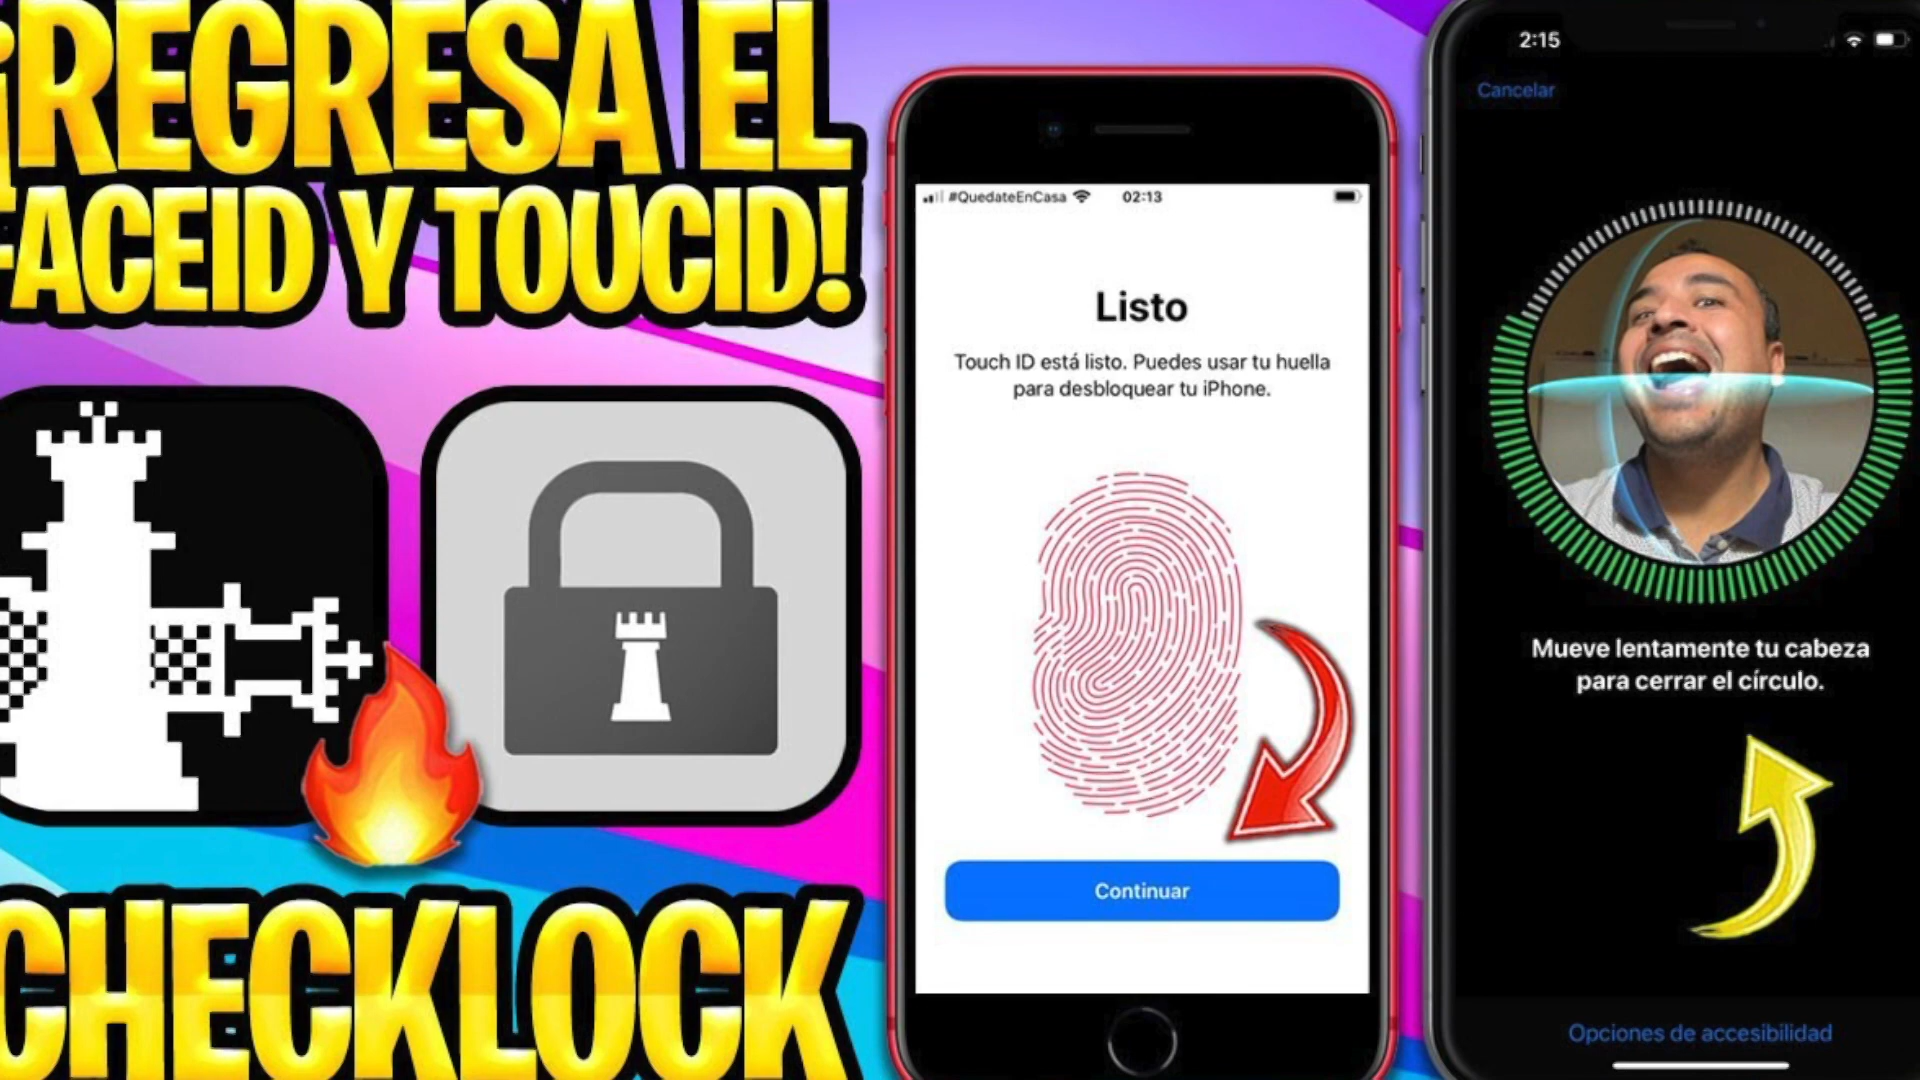 ¡REGRESA EL
FACEID Y TOUCID!
CHECKLOCK
#QuedateEnCasa 02:13
Listo
Touch ID está listo. Puedes usar tu huella
para desbloquear tu iPhone.
Continuar
2:15
Cancelar
Mueve lentamente tu cabeza
para cerrar el círculo.
Opciones de accesibilidad